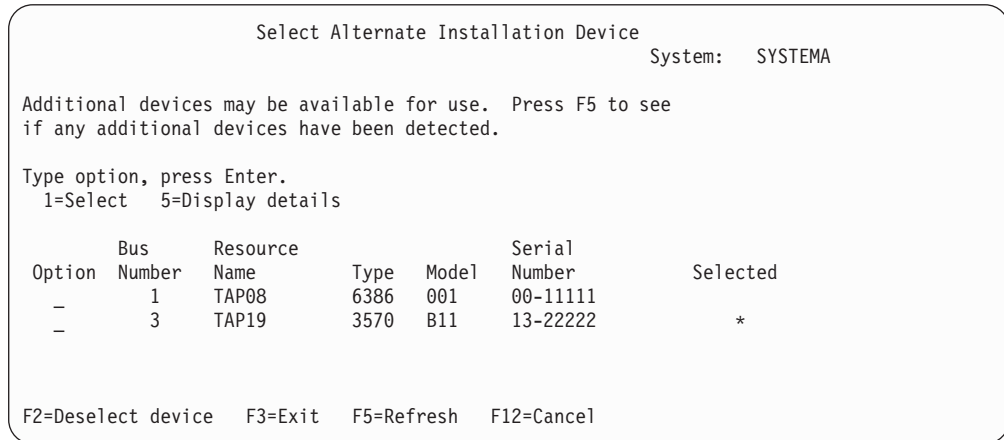 Select Alternate Installation Device
System: SYSTEMA
Additional devices may be available for use. Press F5 to see
if any additional devices have been detected.
Type option, press Enter.
1=Select 5=Display details
Bus Resource Serial
Option Number Name Type Model Number Selected
_ 1 TAP08 6386 001 00-11111
_ 3 TAP19 3570 B11 13-22222 *
F2=Deselect device F3=Exit F5=Refresh F12=Cancel